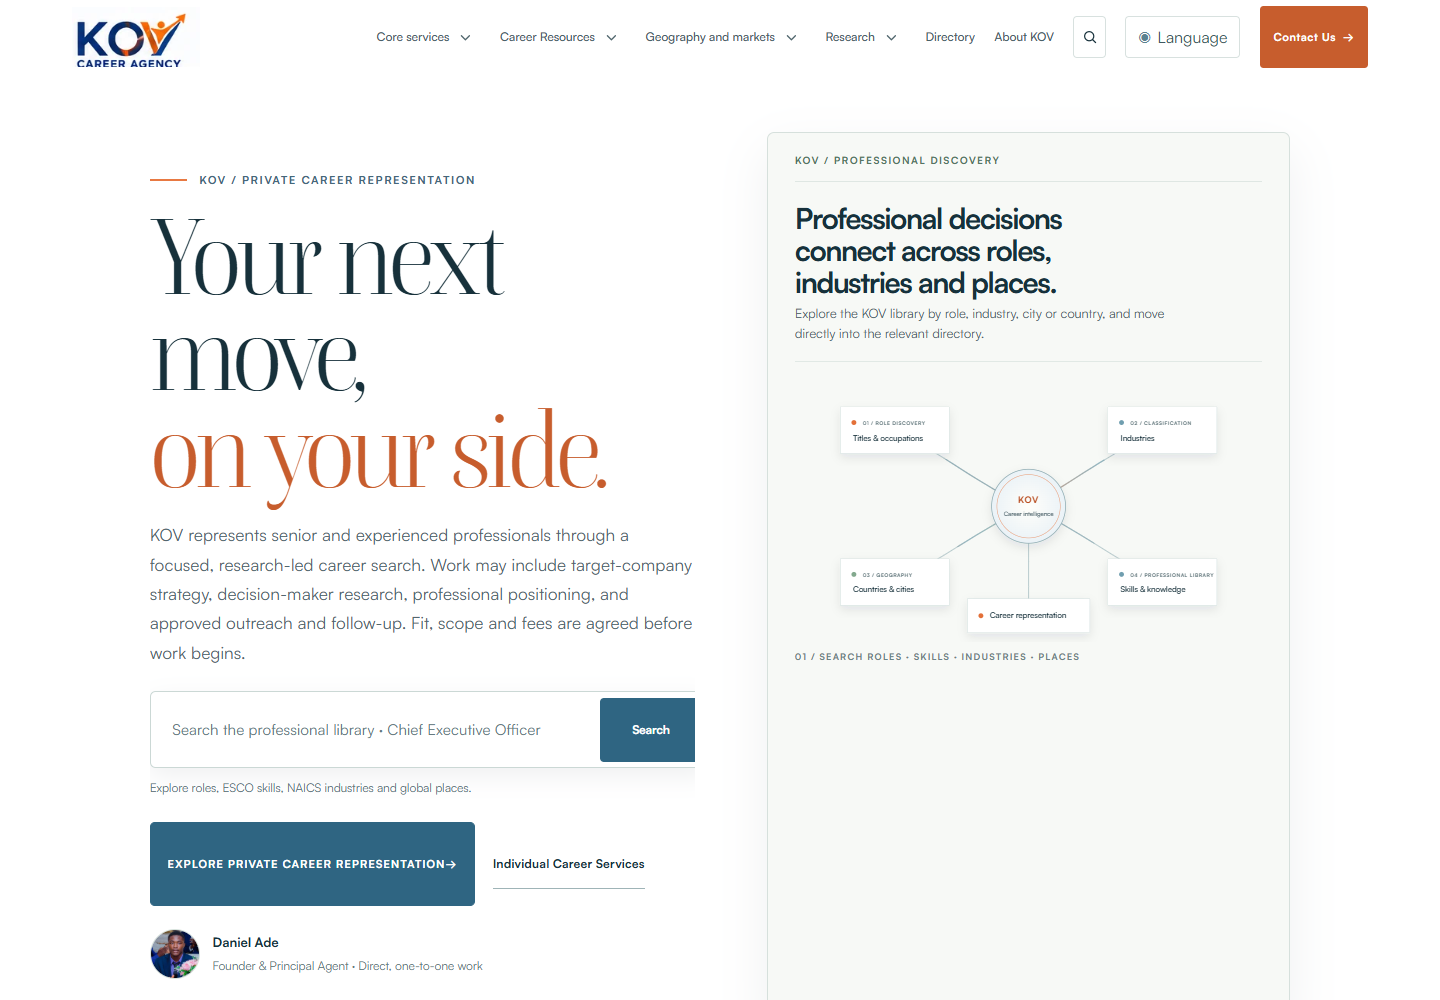 KOV
CAREER AGENCY
Core services
Career Resources
Geography and markets
Research
Directory
About KOV
Language
Contact Us →
KOV / PRIVATE CAREER REPRESENTATION
Your next
move,
on your side.
KOV represents senior and experienced professionals through a
focused, research-led career search. Work may include target-company
strategy, decision-maker research, professional positioning, and
approved outreach and follow-up. Fit, scope and fees are agreed before
work begins.
Search the professional library · Chief Executive Officer
Search
Explore roles, ESCO skills, NAICS industries and global places.
EXPLORE PRIVATE CAREER REPRESENTATION→
Individual Career Services
Daniel Ade
Founder & Principal Agent · Direct, one-to-one work
KOV / PROFESSIONAL DISCOVERY
Professional decisions
connect across roles,
industries and places.
Explore the KOV library by role, industry, city or country, and move
directly into the relevant directory.
01 / ROLE DISCOVERY
Titles & occupations
02 / CLASSIFICATION
Industries
KOV
Career intelligence
03 / GEOGRAPHY
Countries & cities
04 / PROFESSIONAL LIBRARY
Skills & knowledge
Career representation
01 / SEARCH ROLES · SKILLS · INDUSTRIES · PLACES